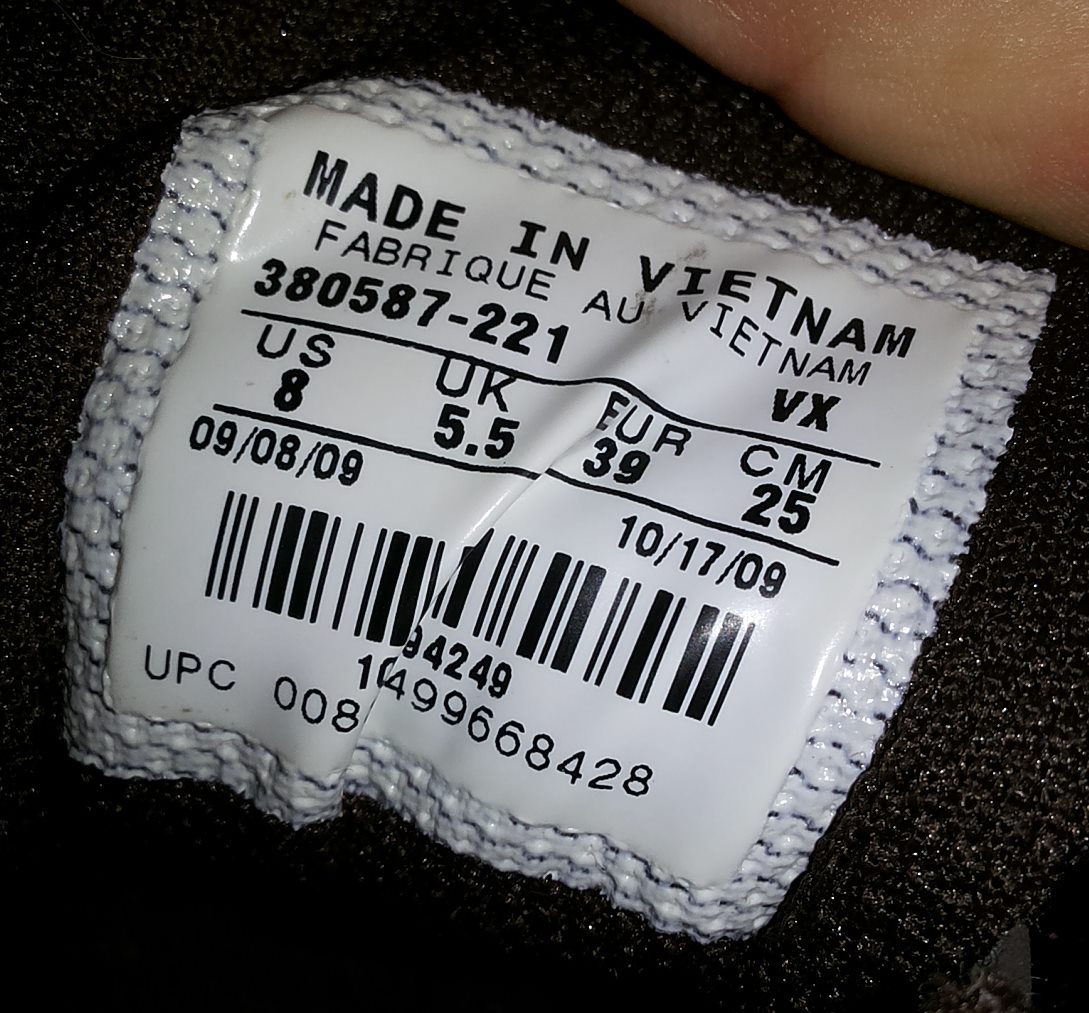 MADE IN VIETNAM
FABRIQUE AU VIETNAM
380587-221 VX
US UK EUR CM
8 5.5 39 25
09/08/09 10/17/09
94249
UPC 008 499668428